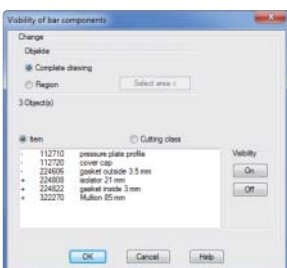 Visibility of bar components
Change
Objekte
Complete drawing
Region
Select area <
3 Object(s)
Item
Cutting class
- 112710 pressure plate profile
- 112720 cover cap
- 224606 gasket outside 3.5 mm
+ 224808 isolator 21 mm
+ 224822 gasket inside 3 mm
+ 322270 Mullion 85 mm
Visibility
On
Off
OK
Cancel
Help